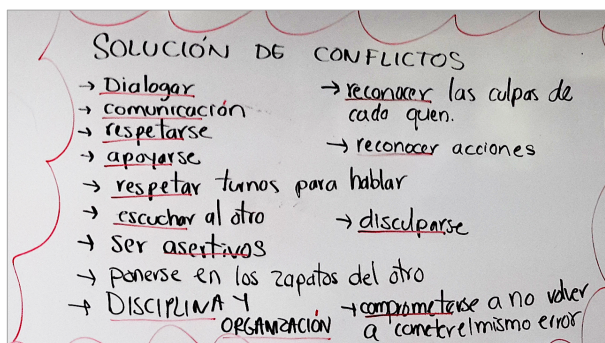 SOLUCIÓN DE CONFLICTOS
→ Dialogar
→ comunicación
→ respetarse
→ apoyarse
→ respetar turnos para hablar
→ escuchar al otro
→ ser asertivos
→ ponerse en los zapatos del otro
→ DISCIPLINA Y
ORGANIZACIÓN
→ reconocer las culpas de
cada quen.
→ reconocer acciones
→ disculparse
→ comprometerse a no volver
a cometer el mismo error